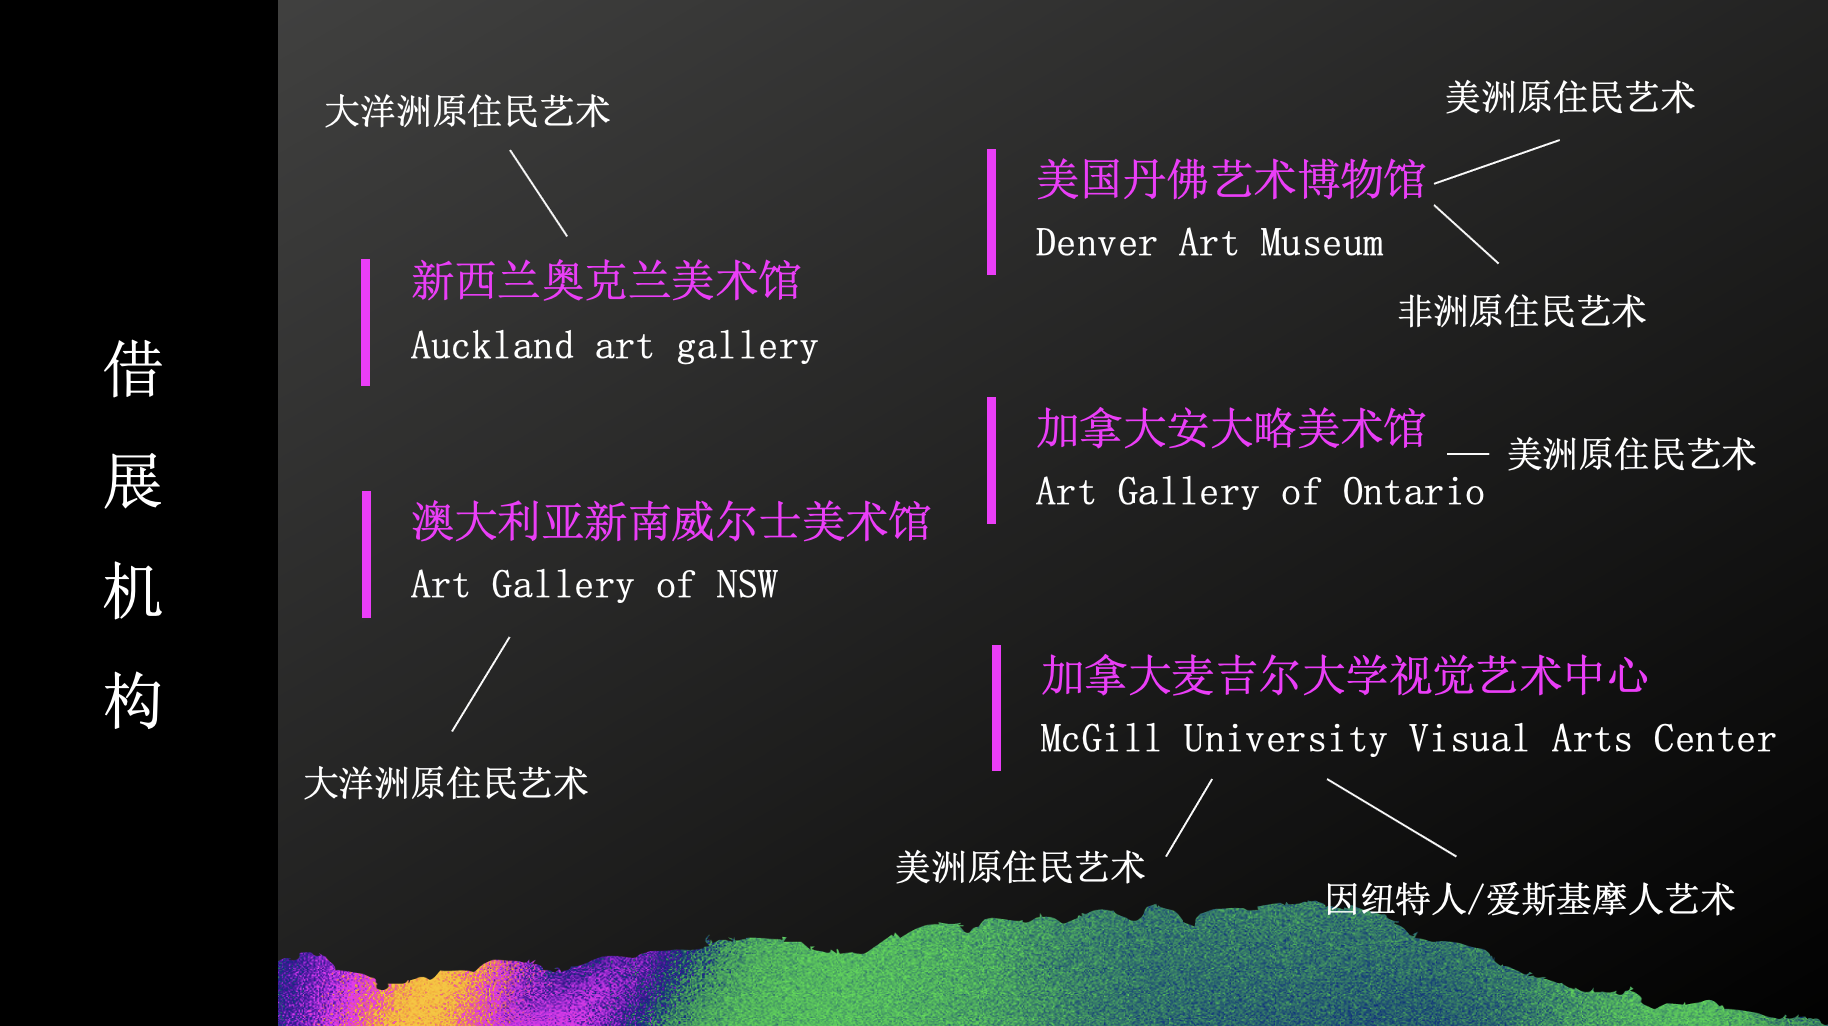 借展机构
大洋洲原住民艺术
新西兰奥克兰美术馆
Auckland art gallery
澳大利亚新南威尔士美术馆
Art Gallery of NSW
大洋洲原住民艺术
美洲原住民艺术
美国丹佛艺术博物馆
Denver Art Museum
非洲原住民艺术
加拿大安大略美术馆
Art Gallery of Ontario
美洲原住民艺术
加拿大麦吉尔大学视觉艺术中心
McGill University Visual Arts Center
美洲原住民艺术
因纽特人/爱斯基摩人艺术